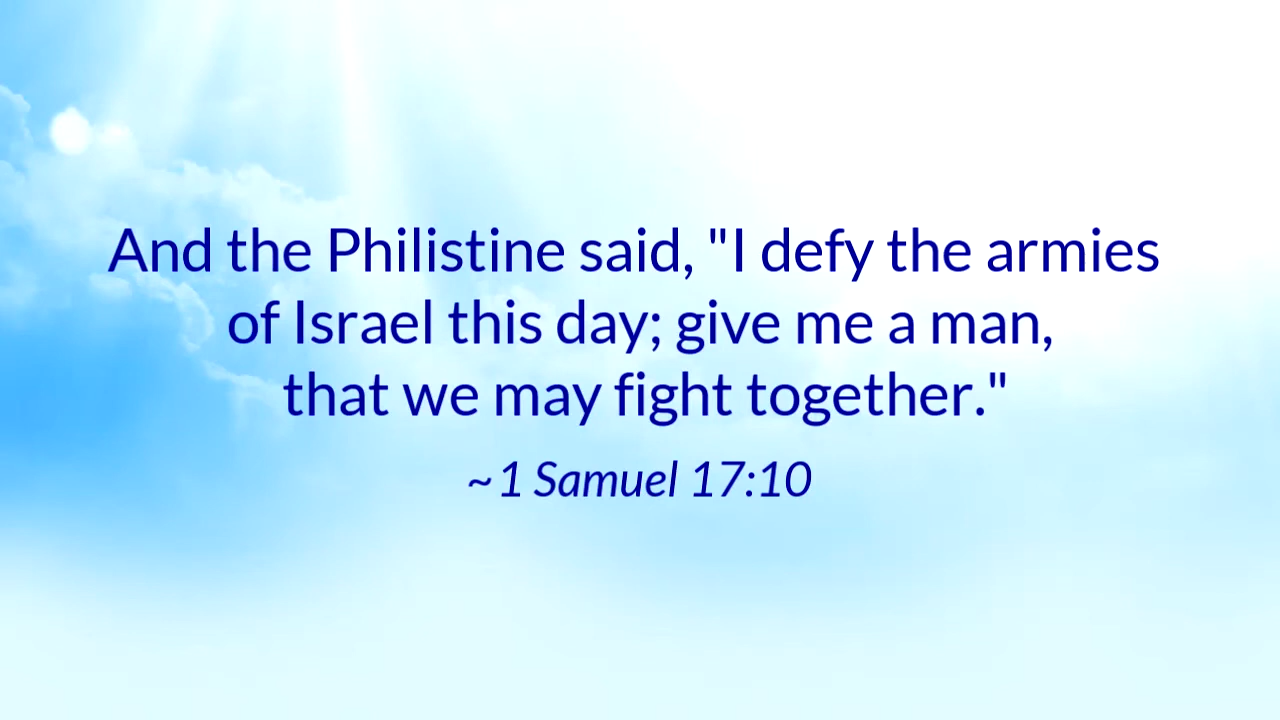 And the Philistine said, "I defy the armies
of Israel this day; give me a man,
that we may fight together."
~1 Samuel 17:10